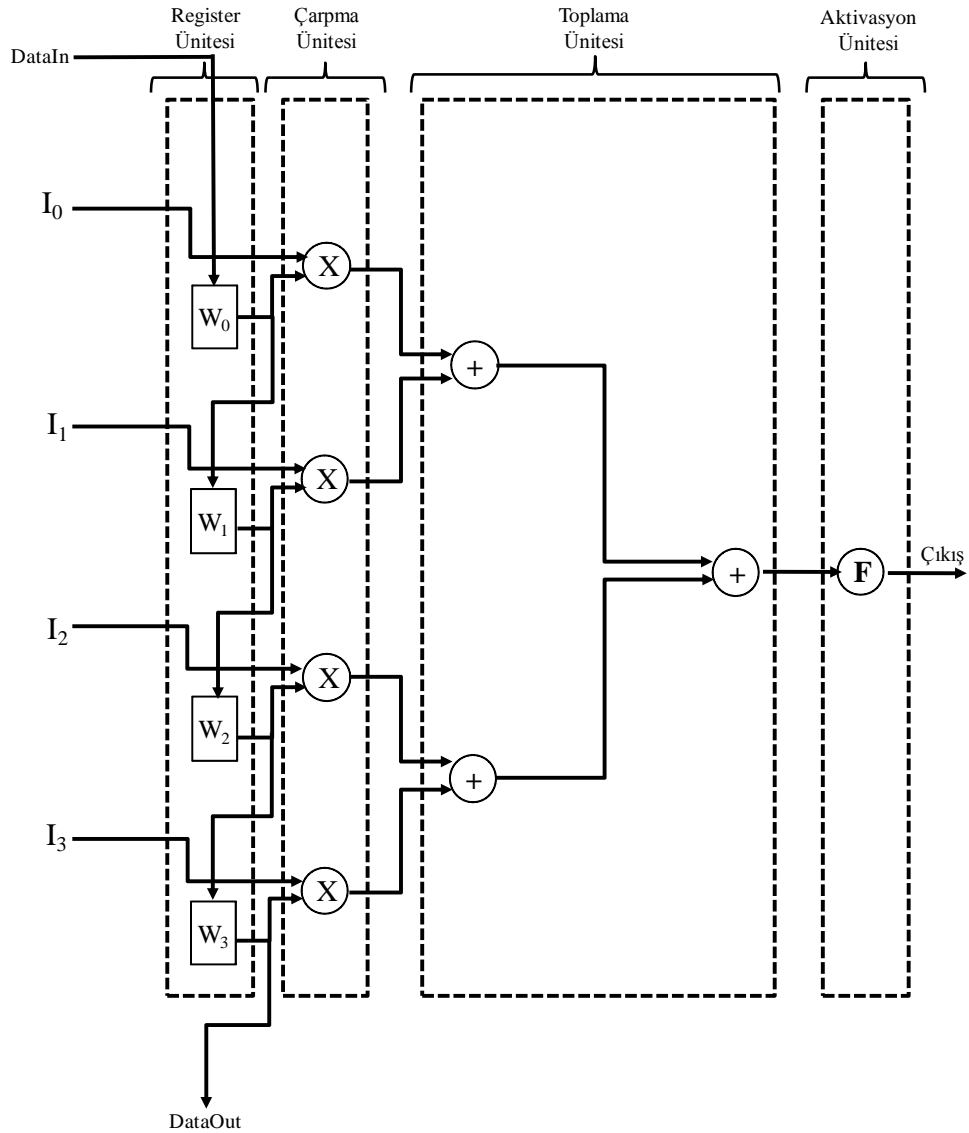 Register
Ünitesi
Çarpma
Ünitesi
Toplama
Ünitesi
Aktivasyon
Ünitesi
DataIn
I0
X
W0
+
I1
X
W1
+
F
Çıkış
I2
X
W2
+
I3
X
W3
DataOut